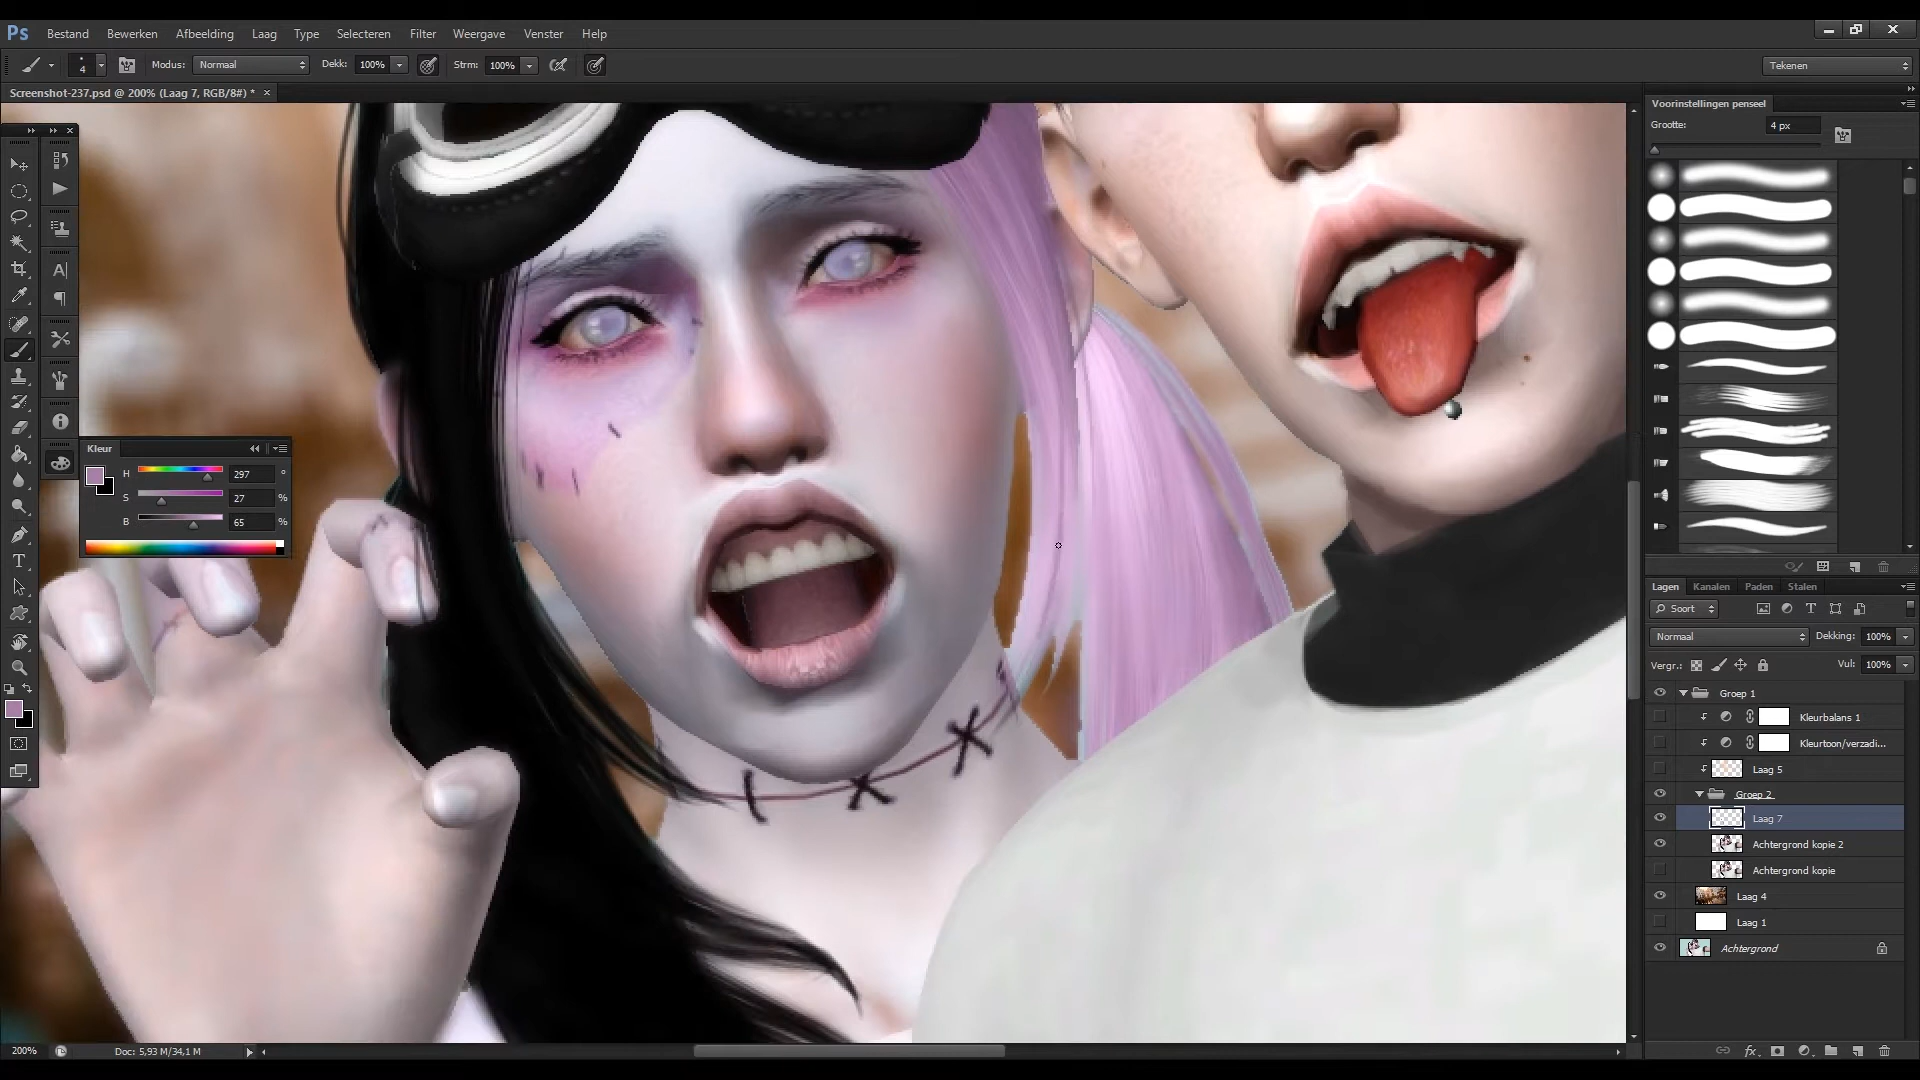 Ps Bestand Bewerken Afbeelding Laag Type Selecteren Filter Weergave Venster Help
4 Modus: Normaal Dekk: 100% Strm: 100% Tekenen
Screenshot-237.psd @ 200% (Laag 7, RGB/8#) * ×
Voorinstellingen penseel
Grootte: 4 px
Kleur
H 297 °
S 27 %
B 65 %
Lagen Kanalen Paden Stalen
Soort
Normaal Dekking: 100%
Vergr.: Vul: 100%
Groep 1
Kleurbalans 1
Kleurtoon/verzadi...
Laag 5
Groep 2
Laag 7
Achtergrond kopie 2
Achtergrond kopie
Laag 4
Laag 1
Achtergrond
200% Doc: 5,93 M/34,1 M